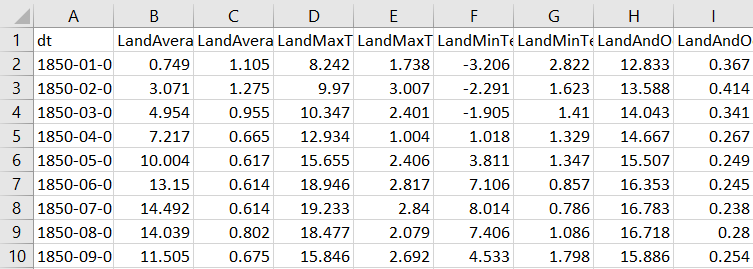 A B C D E F G H I
1 dt LandAvera LandAvera LandMaxT LandMaxT LandMinTe LandMinTe LandAndO LandAndO
2 1850-01-0 0.749 1.105 8.242 1.738 -3.206 2.822 12.833 0.367
3 1850-02-0 3.071 1.275 9.97 3.007 -2.291 1.623 13.588 0.414
4 1850-03-0 4.954 0.955 10.347 2.401 -1.905 1.41 14.043 0.341
5 1850-04-0 7.217 0.665 12.934 1.004 1.018 1.329 14.667 0.267
6 1850-05-0 10.004 0.617 15.655 2.406 3.811 1.347 15.507 0.249
7 1850-06-0 13.15 0.614 18.946 2.817 7.106 0.857 16.353 0.245
8 1850-07-0 14.492 0.614 19.233 2.84 8.014 0.786 16.783 0.238
9 1850-08-0 14.039 0.802 18.477 2.079 7.406 1.086 16.718 0.28
10 1850-09-0 11.505 0.675 15.846 2.692 4.533 1.798 15.886 0.254